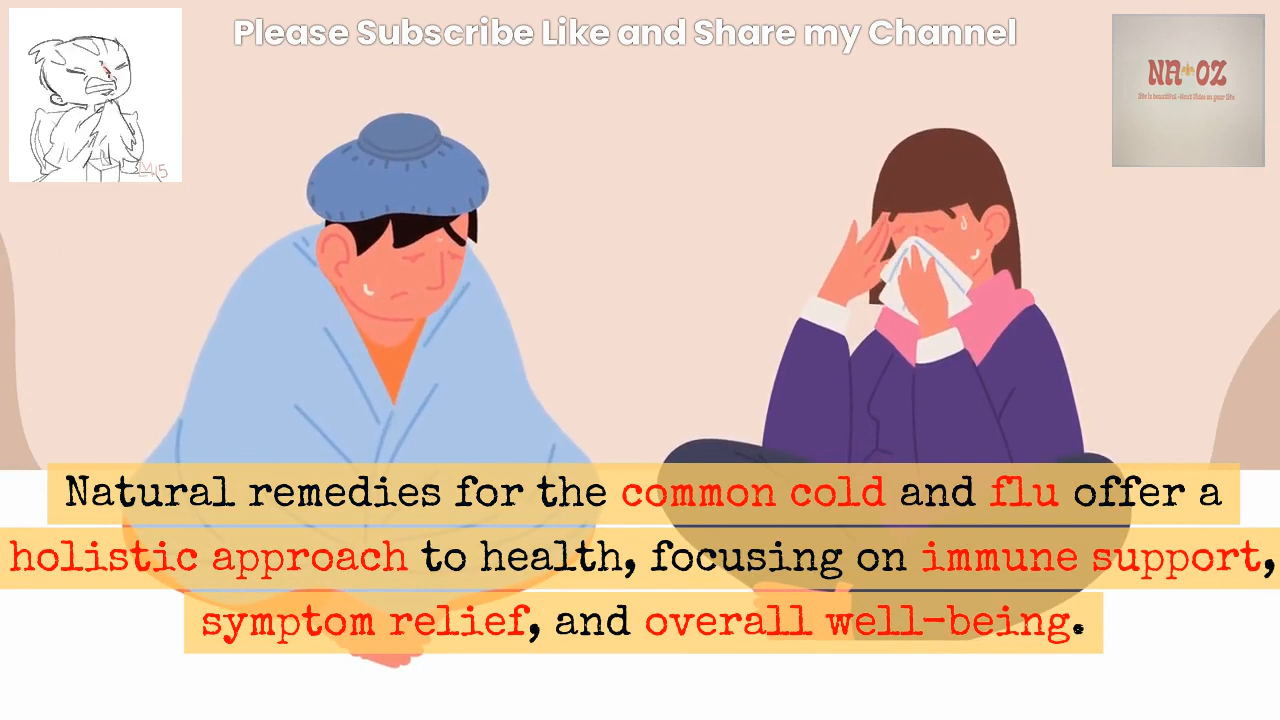 Please Subscribe Like and Share my Channel
NA OZ
Natural remedies for the common cold and flu offer a
holistic approach to health, focusing on immune support,
symptom relief, and overall well-being.